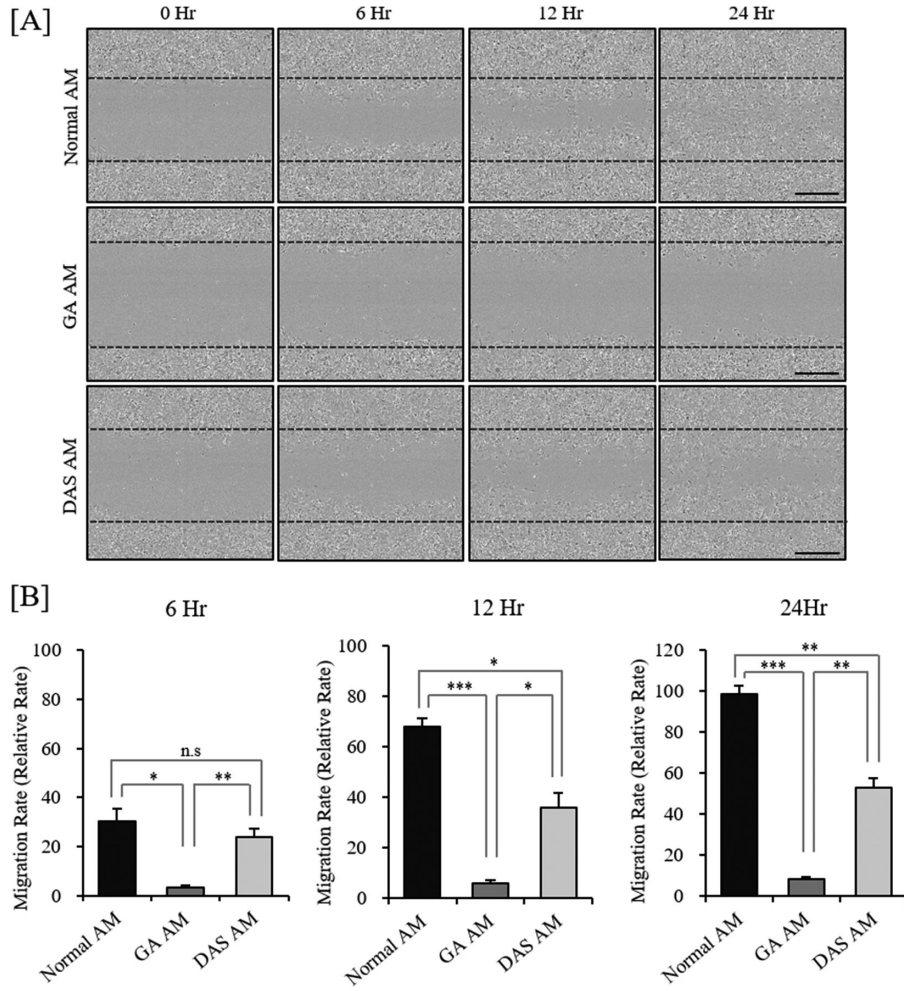 [A]
0 Hr 6 Hr 12 Hr 24 Hr
Normal AM
GA AM
DAS AM
[B]
6 Hr
Migration Rate (Relative Rate)
100
80
60
40
20
0
n.s
* **
Normal AM GA AM DAS AM
12 Hr
Migration Rate (Relative Rate)
100
80
60
40
20
0
*
*** *
Normal AM GA AM DAS AM
24Hr
Migration Rate (Relative Rate)
120
100
80
60
40
20
0
**
*** **
Normal AM GA AM DAS AM